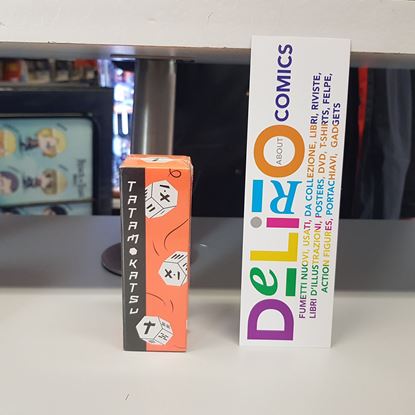 TATAMOKATSU
DeLiRiO
ABOUT
COMICS
FUMETTI NUOVI, USATI, DA COLLEZIONE, LIBRI, RIVISTE,
LIBRI D'ILLUSTRAZIONI, POSTERS, DVD, T-SHIRTS, FELPE,
ACTION FIGURES, PORTACHIAVI, GADGETS